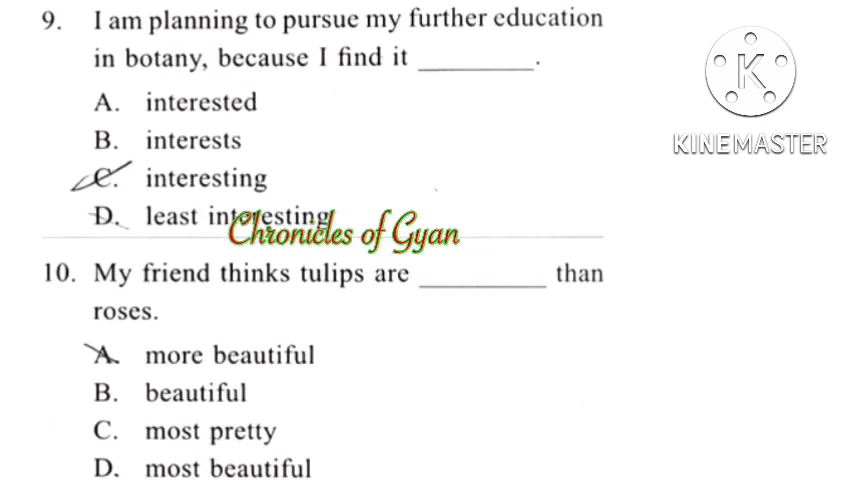 9. I am planning to pursue my further education
in botany, because I find it ________.
A. interested
B. interests
C. interesting
D. least interesting
10. My friend thinks tulips are _________ than
roses.
A. more beautiful
B. beautiful
C. most pretty
D. most beautiful
K
KINEMASTER
Chronicles of Gyan